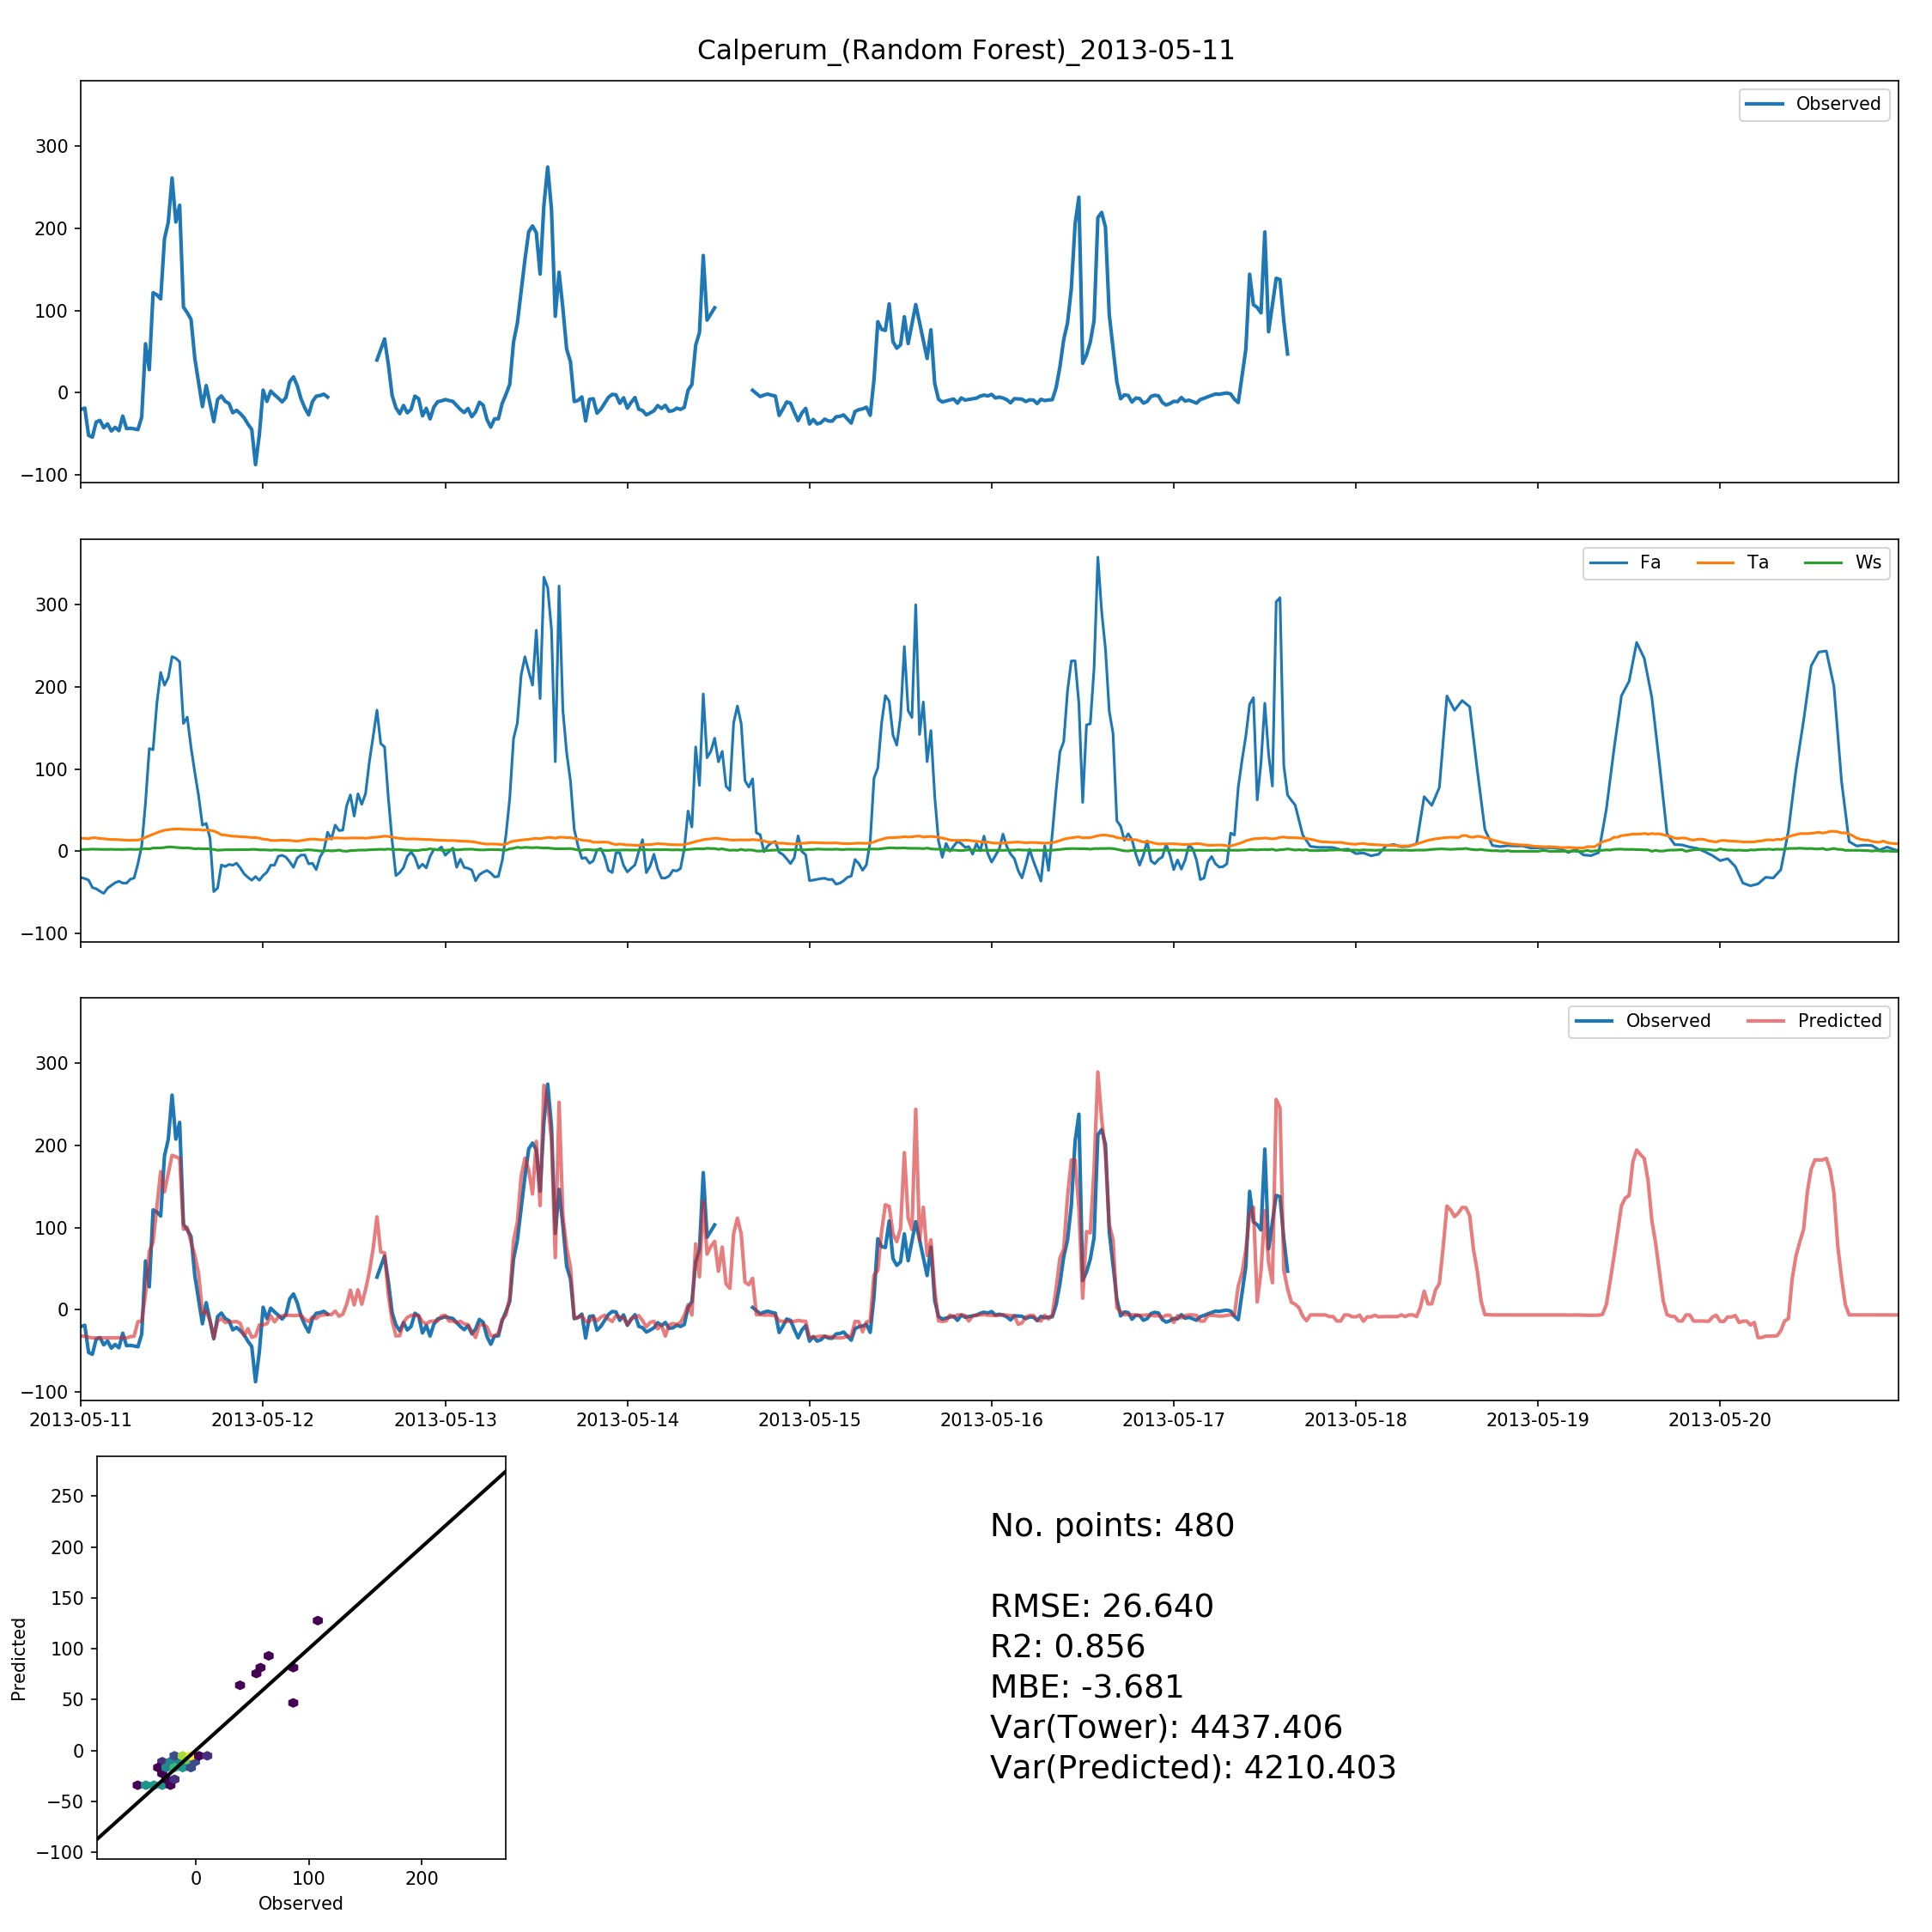 Calperum_(Random Forest)_2013-05-11
Observed
300
200
100
0
−100
Fa Ta Ws
300
200
100
0
−100
Observed Predicted
300
200
100
0
−100
2013-05-11 2013-05-12 2013-05-13 2013-05-14 2013-05-15 2013-05-16 2013-05-17 2013-05-18 2013-05-19 2013-05-20
250
200
150
100
50
0
−50
−100
Predicted
0 100 200
Observed
No. points: 480
RMSE: 26.640
R2: 0.856
MBE: -3.681
Var(Tower): 4437.406
Var(Predicted): 4210.403